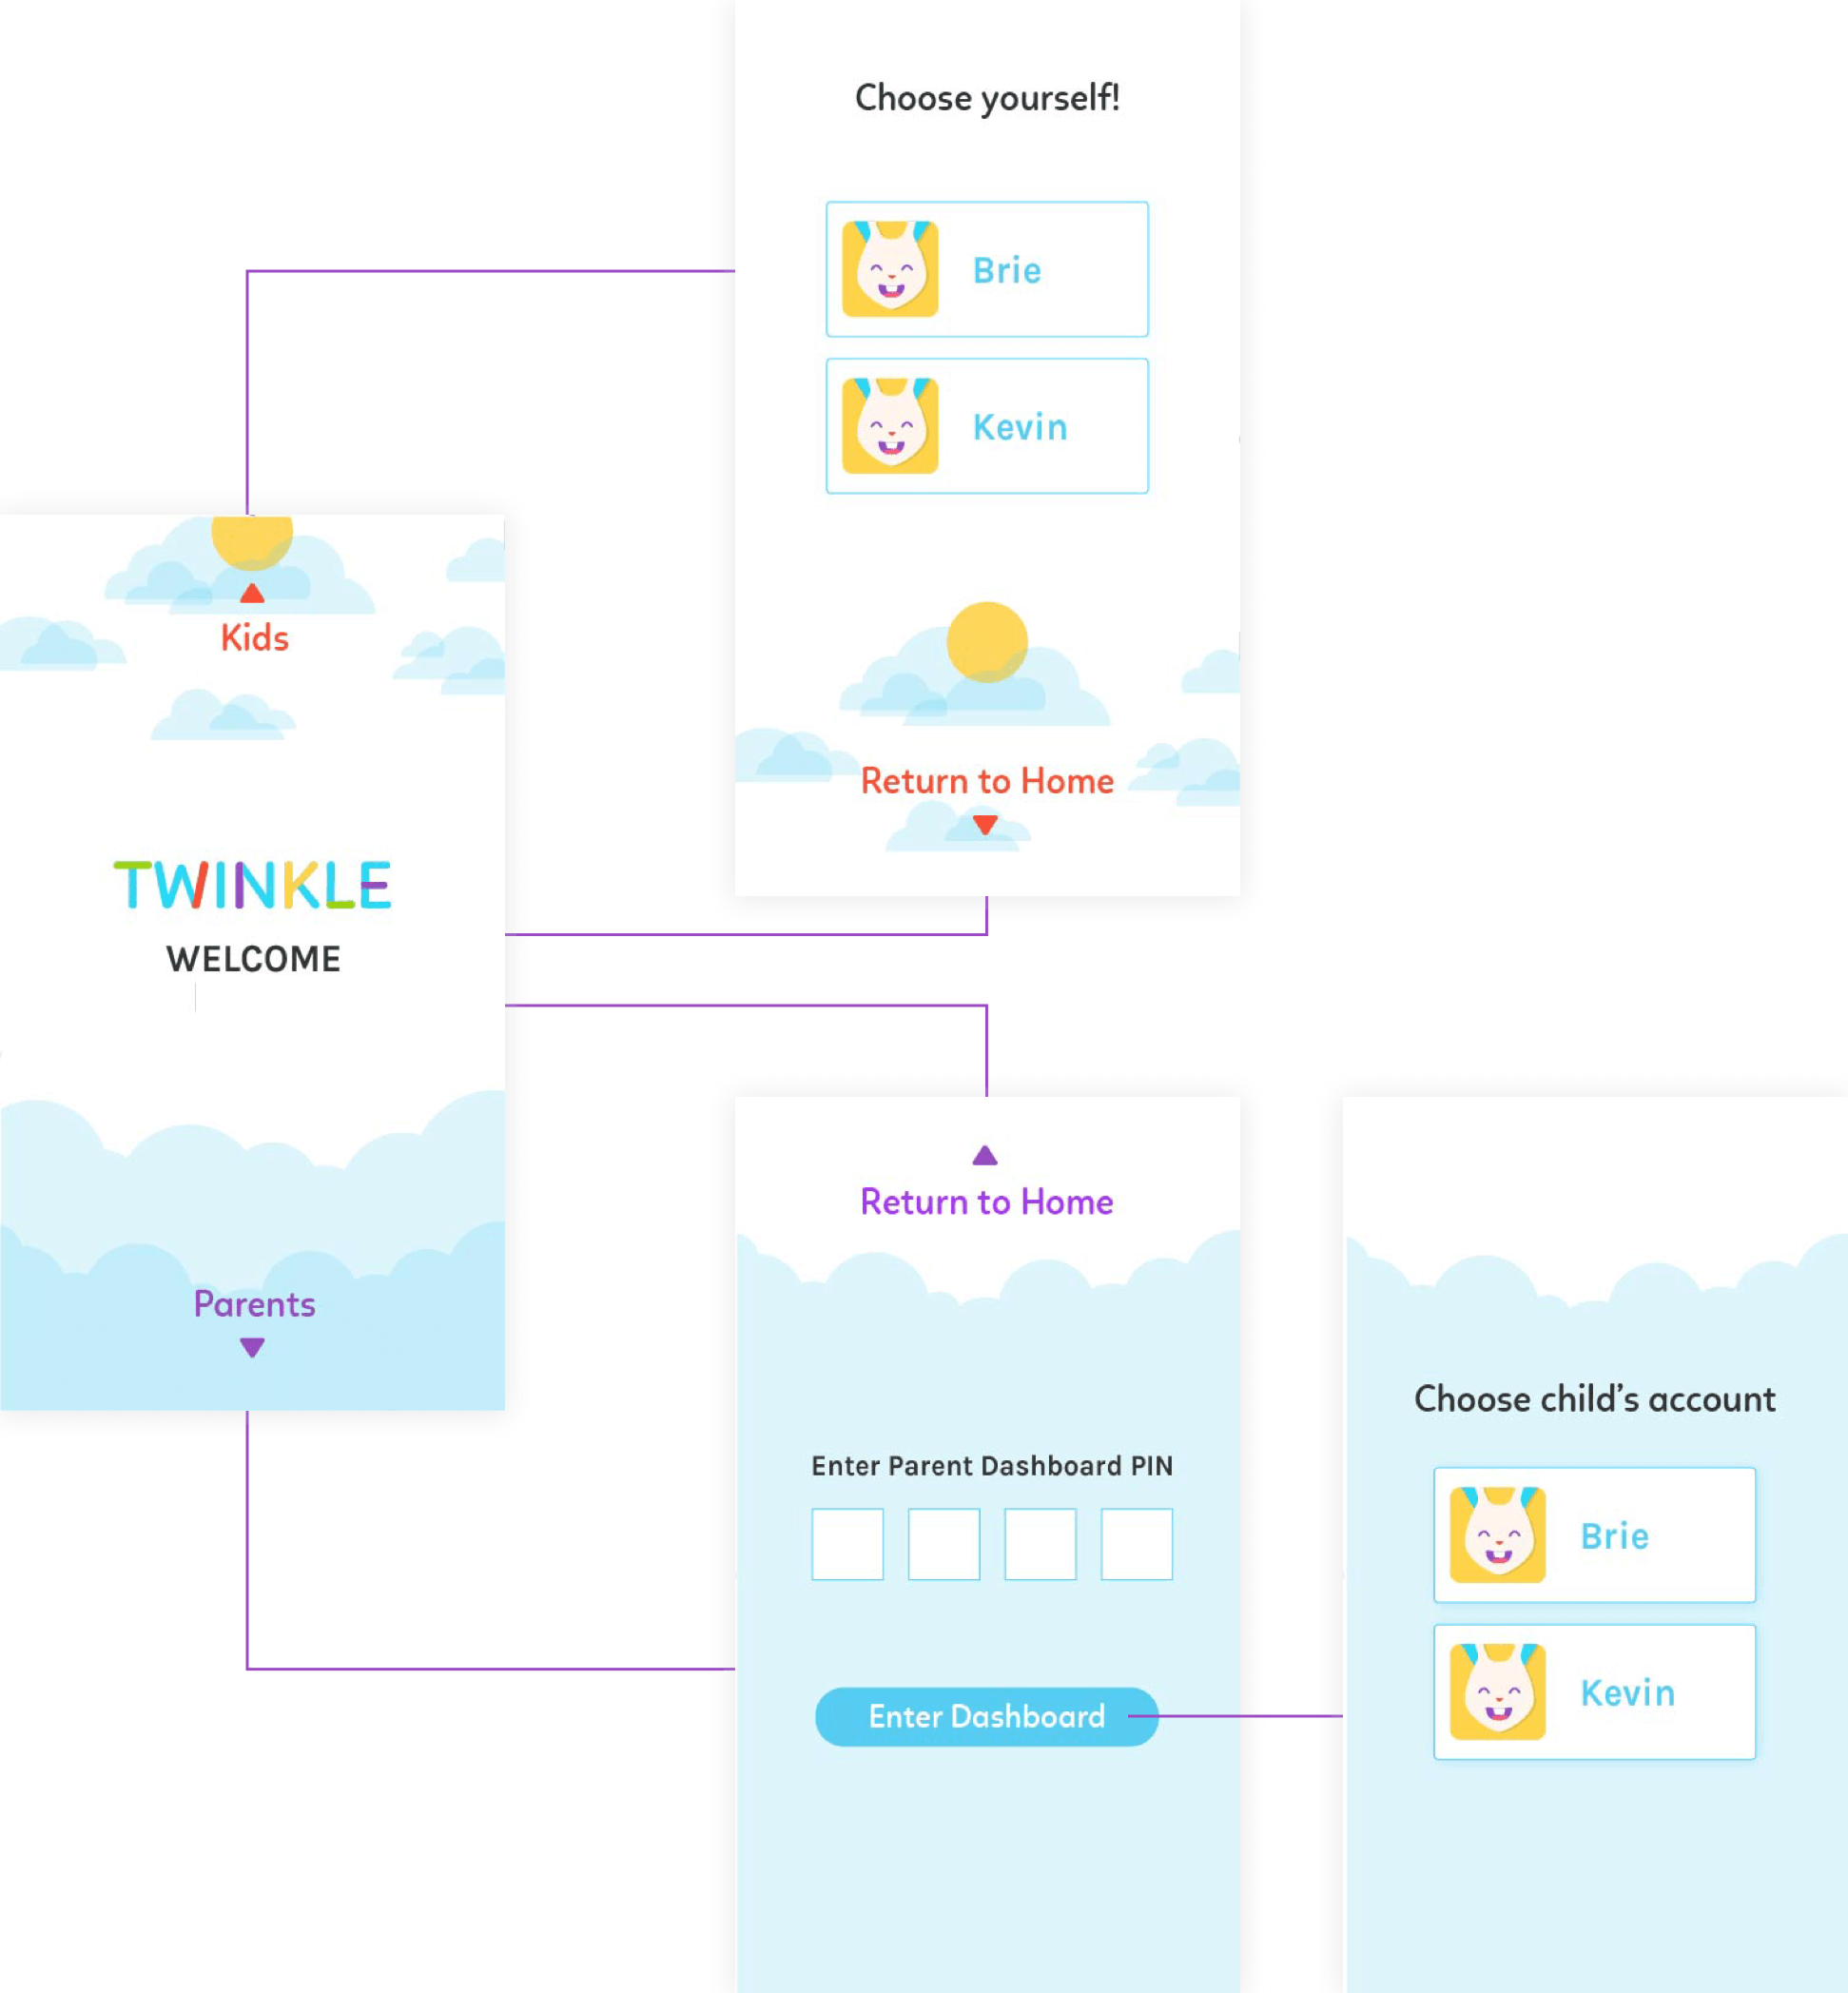 Choose yourself!
Brie
Kevin
Return to Home
Kids
TWINKLE
WELCOME
Parents
Return to Home
Enter Parent Dashboard PIN
Enter Dashboard
Choose child’s account
Brie
Kevin